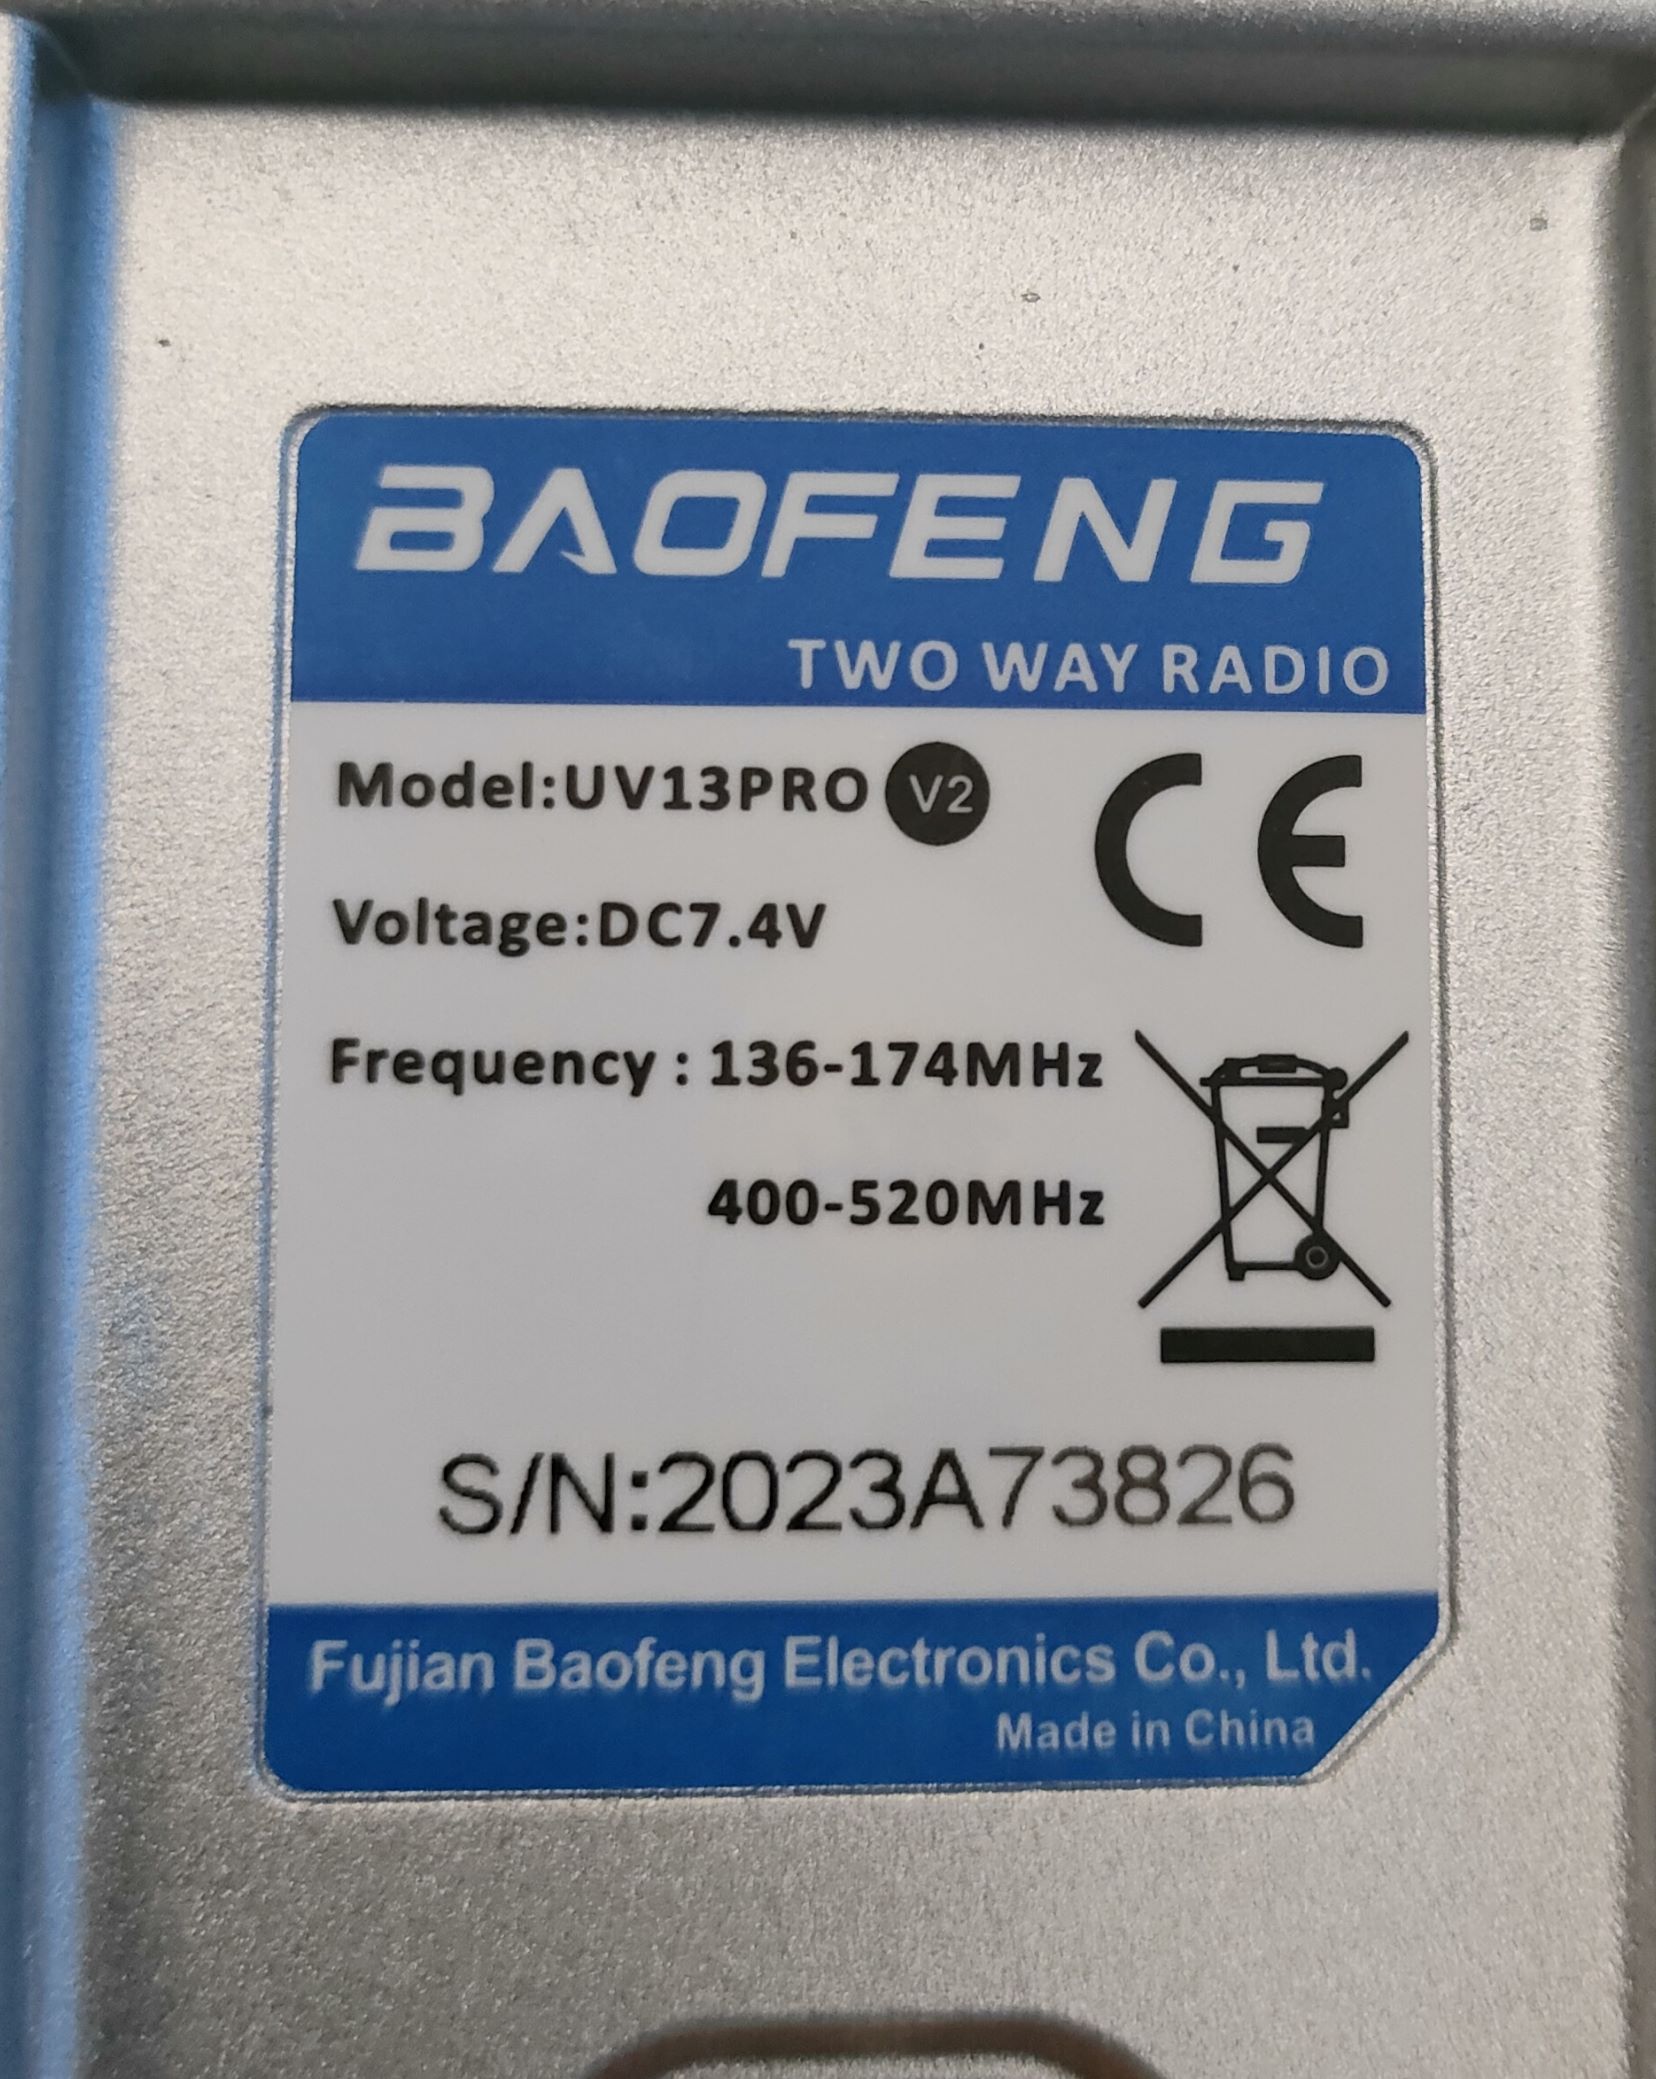 BAOFENG
TWO WAY RADIO
Model:UV13PRO V2
CE
Voltage:DC7.4V
Frequency : 136-174MHz
400-520MHz
S/N:2023A73826
Fujian Baofeng Electronics Co., Ltd.
Made in China